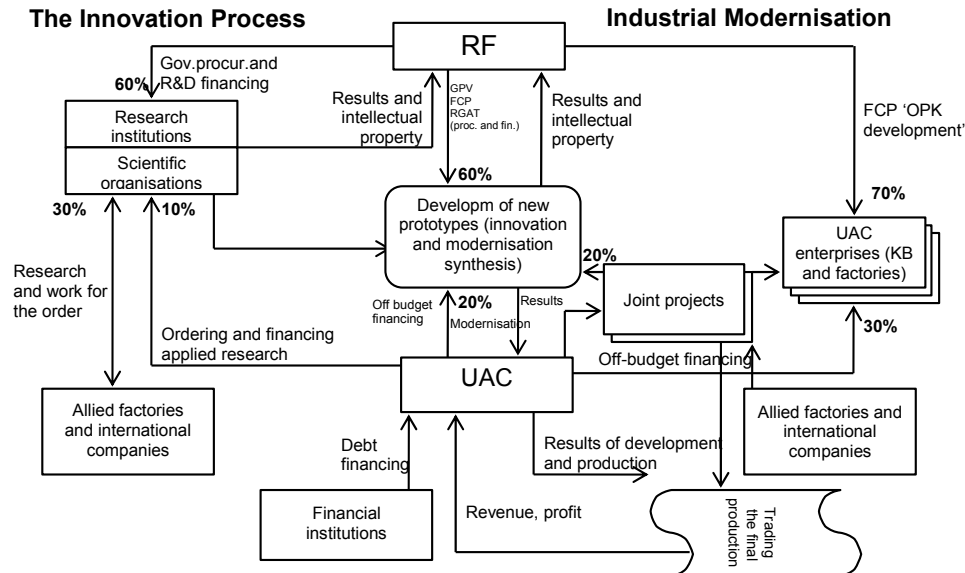 The Innovation Process
Industrial Modernisation
RF
Gov.procur.and
R&D financing
60%
Research
institutions
Scientific
organisations
Results and
intellectual
property
GPV
FCP
RGAT
(proc. and fin.)
60%
Results and
intellectual
property
FCP 'OPK
development'
70%
30%
10%
Developm of new
prototypes (innovation
and modernisation
synthesis)
20%
UAC
enterprises (KB
and factories)
Joint projects
Research
and work for
the order
Off budget
financing
20%
Modernisation
Results
30%
Ordering and financing
applied research
Off-budget financing
UAC
Allied factories
and international
companies
Allied factories and
international
companies
Debt
financing
Results of development
and production
Financial
institutions
Revenue, profit
Trading
the final
production